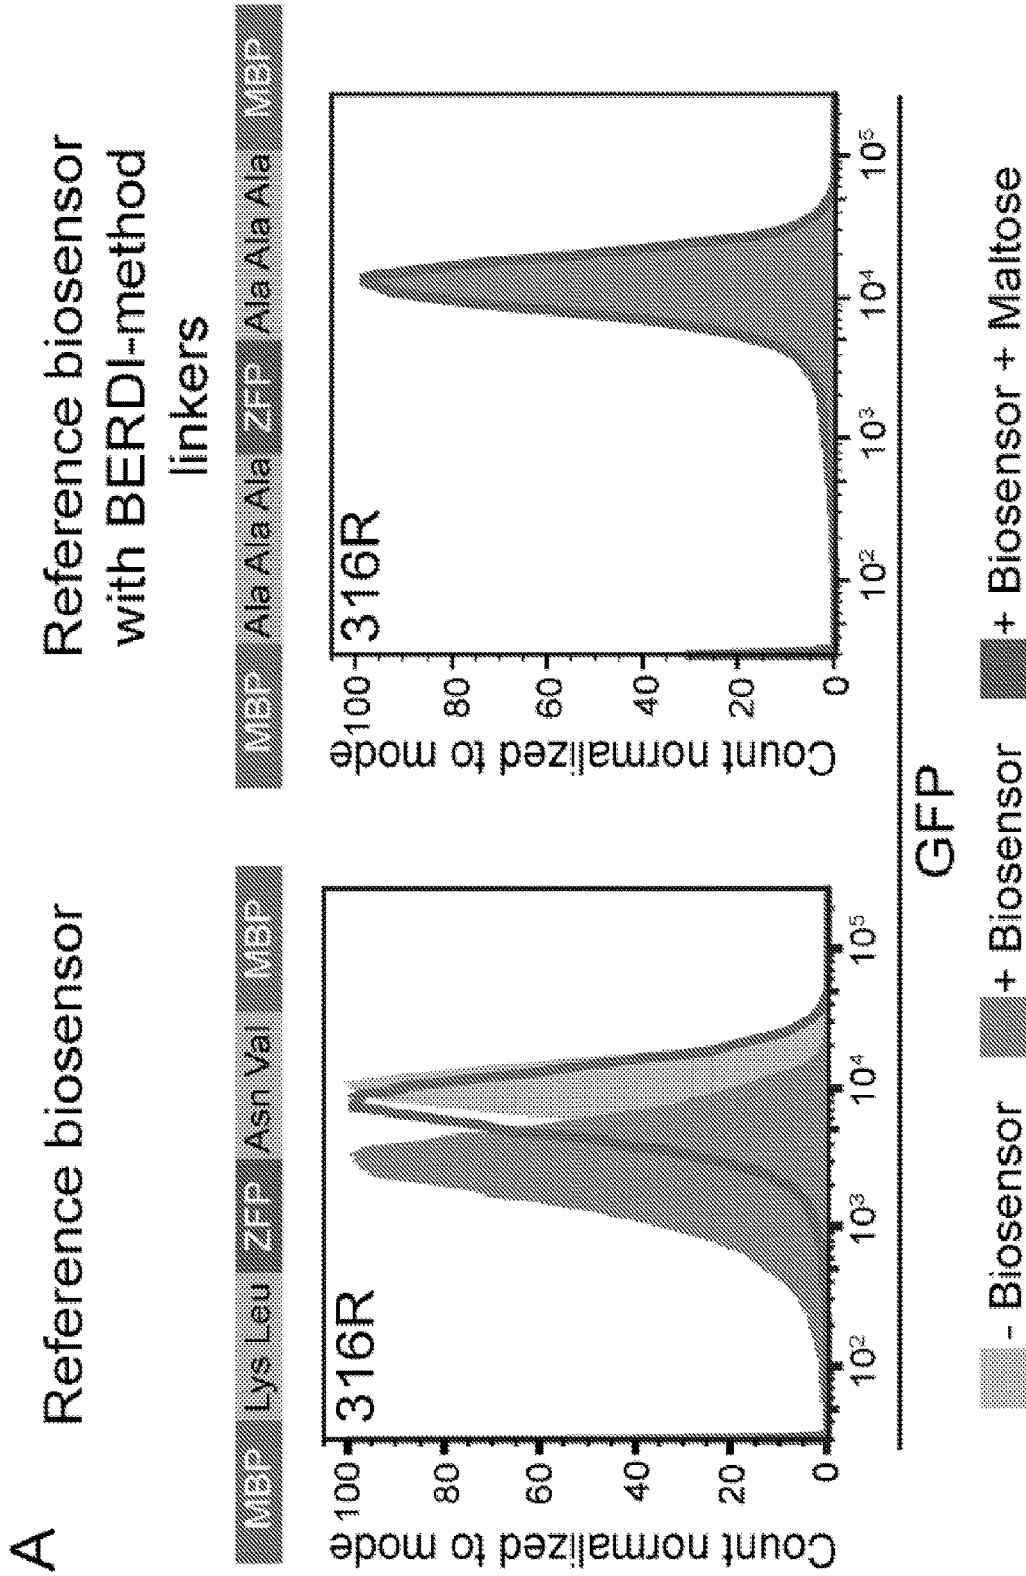 A
Reference biosensor
MBP Lys Leu ZFP Asn Val MBP
316R
Count normalized to mode
100
80
60
40
20
0
10²
10³
10⁴
10⁵
Reference biosensor
with BERDI-method
linkers
MBP Ala Ala Ala ZFP Ala Ala Ala MBP
316R
Count normalized to mode
100
80
60
40
20
0
10²
10³
10⁴
10⁵
GFP
- Biosensor
+ Biosensor
+ Biosensor + Maltose